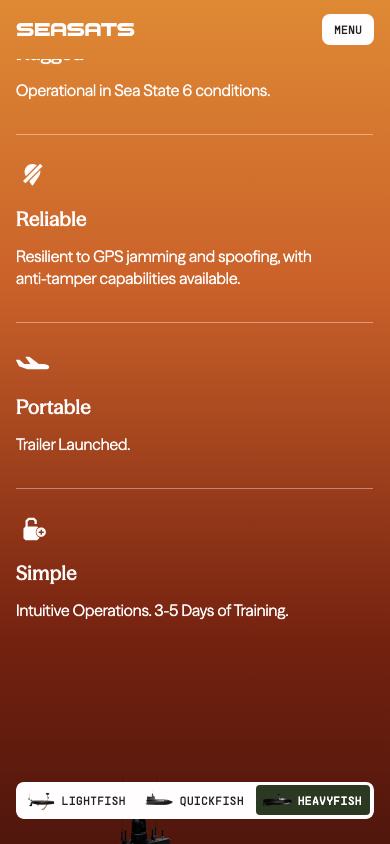 SEASATS
MENU
Rugged
Operational in Sea State 6 conditions.
Reliable
Resilient to GPS jamming and spoofing, with
anti-tamper capabilities available.
Portable
Trailer Launched.
Simple
Intuitive Operations. 3-5 Days of Training.
LIGHTFISH QUICKFISH HEAVYFISH